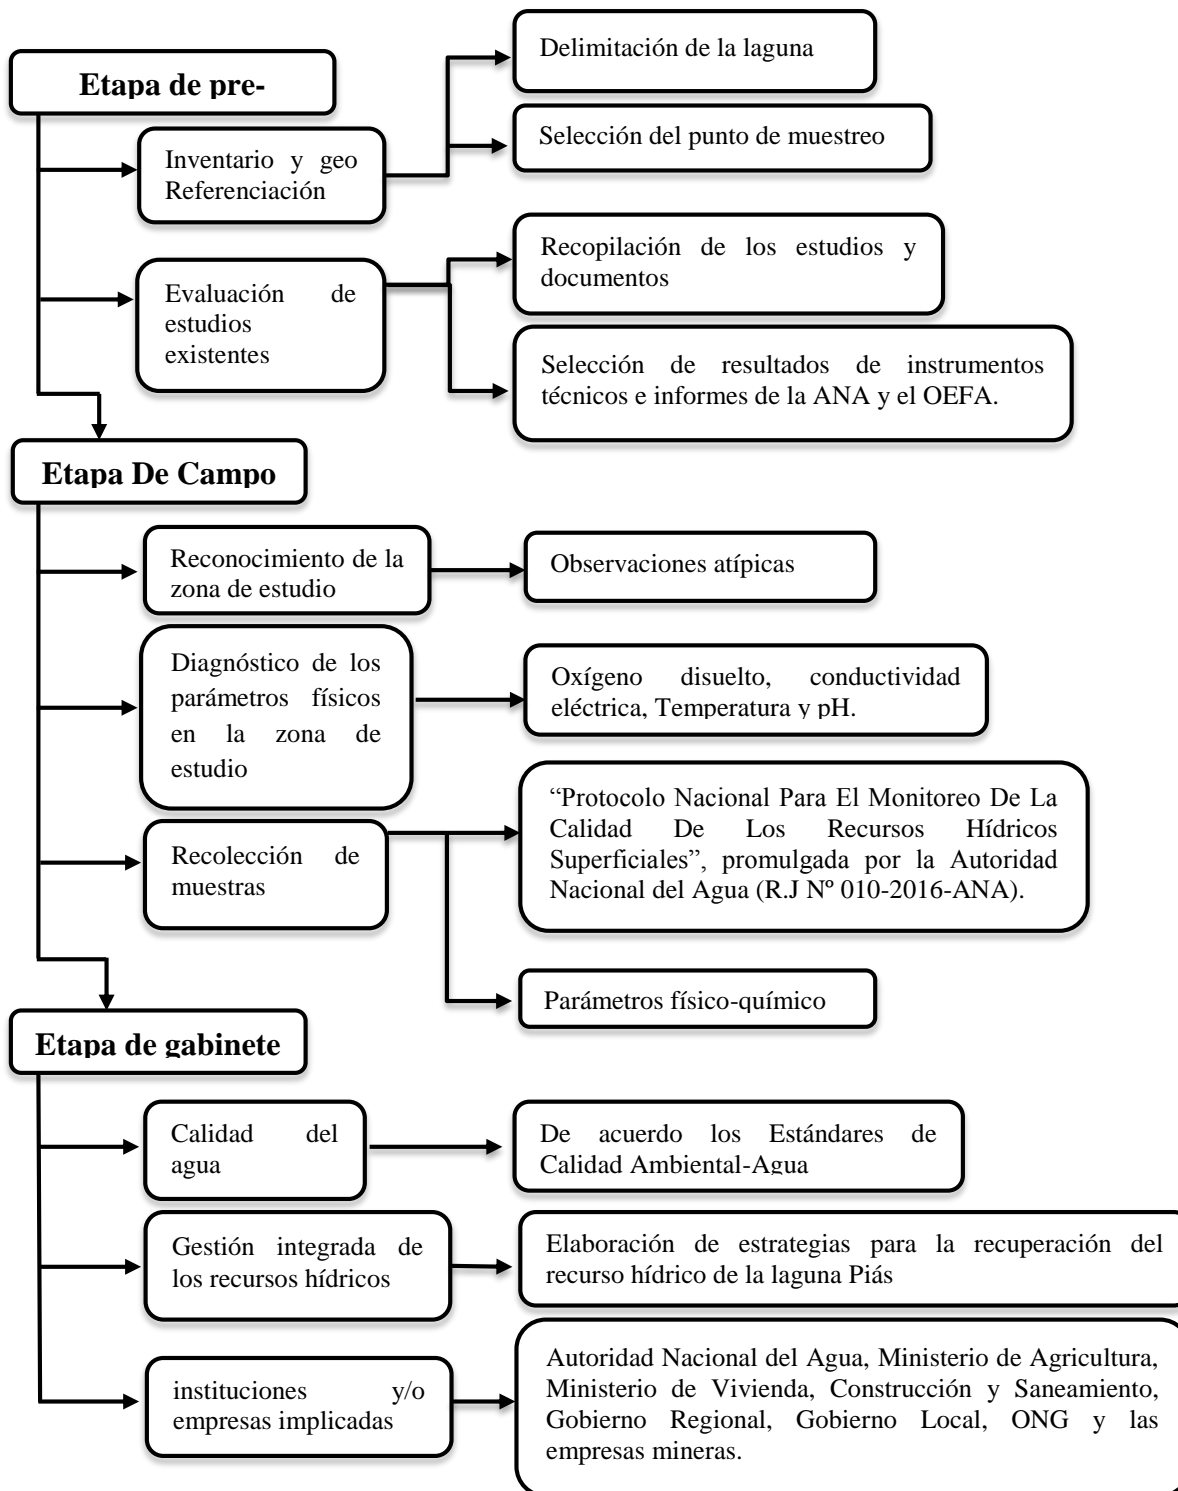 Etapa de pre-
Delimitación de la laguna
Selección del punto de muestreo
Inventario y geo
Referenciación
Recopilación de los estudios y
documentos
Evaluación de
estudios
existentes
Selección de resultados de instrumentos
técnicos e informes de la ANA y el OEFA.
Etapa De Campo
Reconocimiento de la
zona de estudio
Observaciones atípicas
Diagnóstico de los
parámetros físicos
en la zona de
estudio
Oxígeno disuelto, conductividad
eléctrica, Temperatura y pH.
Recolección de
muestras
“Protocolo Nacional Para El Monitoreo De La
Calidad De Los Recursos Hídricos
Superficiales”, promulgada por la Autoridad
Nacional del Agua (R.J Nº 010-2016-ANA).
Parámetros físico-químico
Etapa de gabinete
Calidad del
agua
De acuerdo los Estándares de
Calidad Ambiental-Agua
Gestión integrada de
los recursos hídricos
Elaboración de estrategias para la recuperación del
recurso hídrico de la laguna Piás
instituciones y/o
empresas implicadas
Autoridad Nacional del Agua, Ministerio de Agricultura,
Ministerio de Vivienda, Construcción y Saneamiento,
Gobierno Regional, Gobierno Local, ONG y las
empresas mineras.